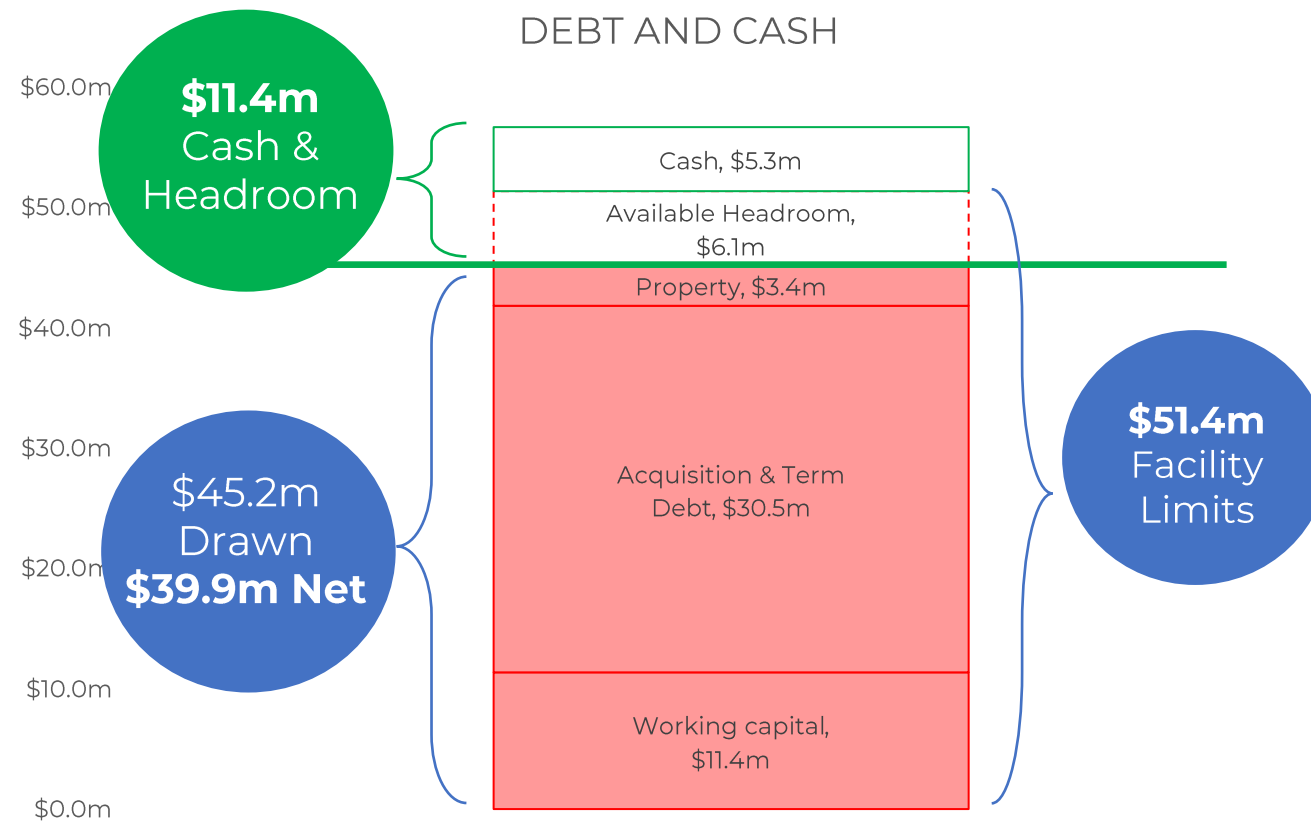 DEBT AND CASH
$60.0m
$50.0m
$40.0m
$30.0m
$20.0m
$10.0m
$0.0m
$11.4m
Cash &
Headroom
$45.2m
Drawn
$39.9m Net
Cash, $5.3m
Available Headroom,
$6.1m
Property, $3.4m
Acquisition & Term
Debt, $30.5m
Working capital,
$11.4m
$51.4m
Facility
Limits